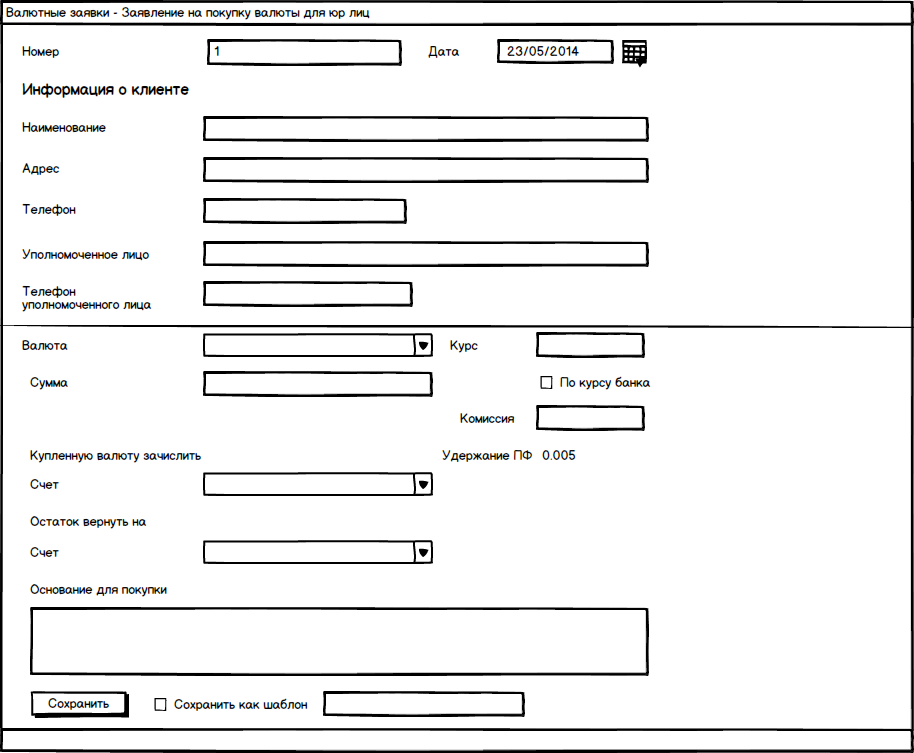 Валютные заявки - Заявление на покупку валюты для юр лиц
Номер 1 Дата 23/05/2014
Информация о клиенте
Наименование
Адрес
Телефон
Уполномоченное лицо
Телефон
уполномоченного лица
Валюта Курс
Сумма По курсу банка
Комиссия
Купленную валюту зачислить Удержание ПФ 0.005
Счет
Остаток вернуть на
Счет
Основание для покупки
Сохранить Сохранить как шаблон